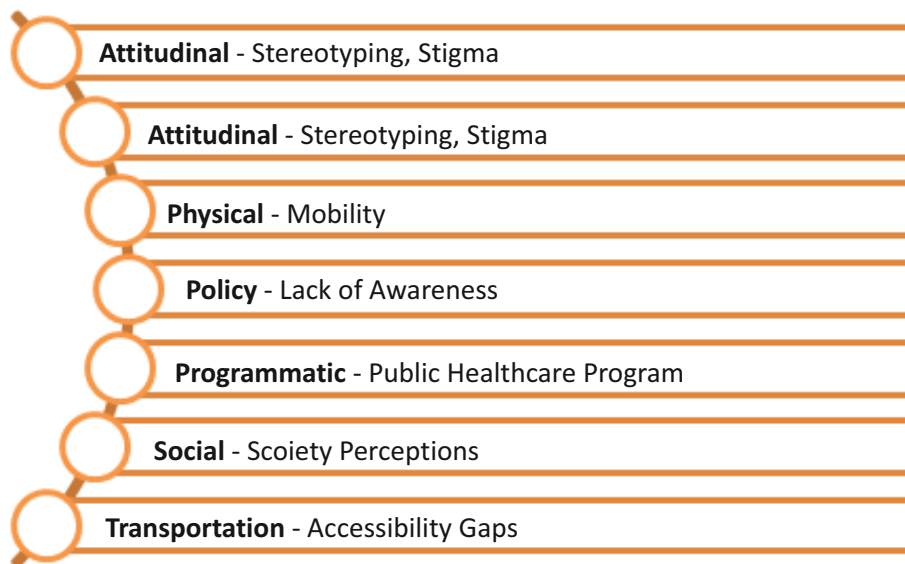 Attitudinal - Stereotyping, Stigma
Attitudinal - Stereotyping, Stigma
Physical - Mobility
Policy - Lack of Awareness
Programmatic - Public Healthcare Program
Social - Scoiety Perceptions
Transportation - Accessibility Gaps